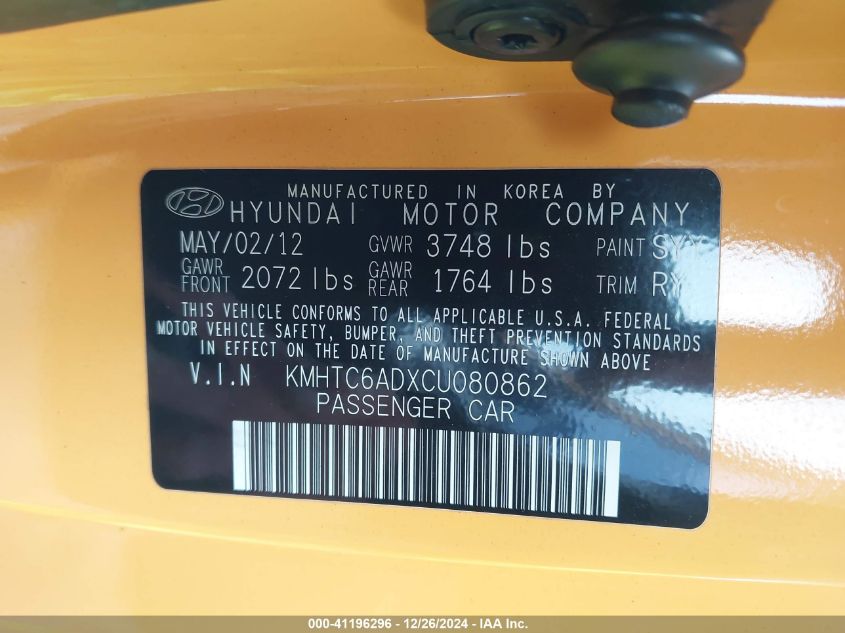 MANUFACTURED IN KOREA BY
HYUNDAI MOTOR COMPANY
MAY/02/12 GVWR 3748 lbs PAINT SYY
GAWR FRONT 2072 lbs GAWR REAR 1764 lbs TRIM RY
THIS VEHICLE CONFORMS TO ALL APPLICABLE U.S.A. FEDERAL
MOTOR VEHICLE SAFETY, BUMPER, AND THEFT PREVENTION STANDARDS
IN EFFECT ON THE DATE OF MANUFACTURE SHOWN ABOVE
V.I.N KMHTC6ADXCU080862
PASSENGER CAR
000-41196296 - 12/26/2024 - IAA Inc.